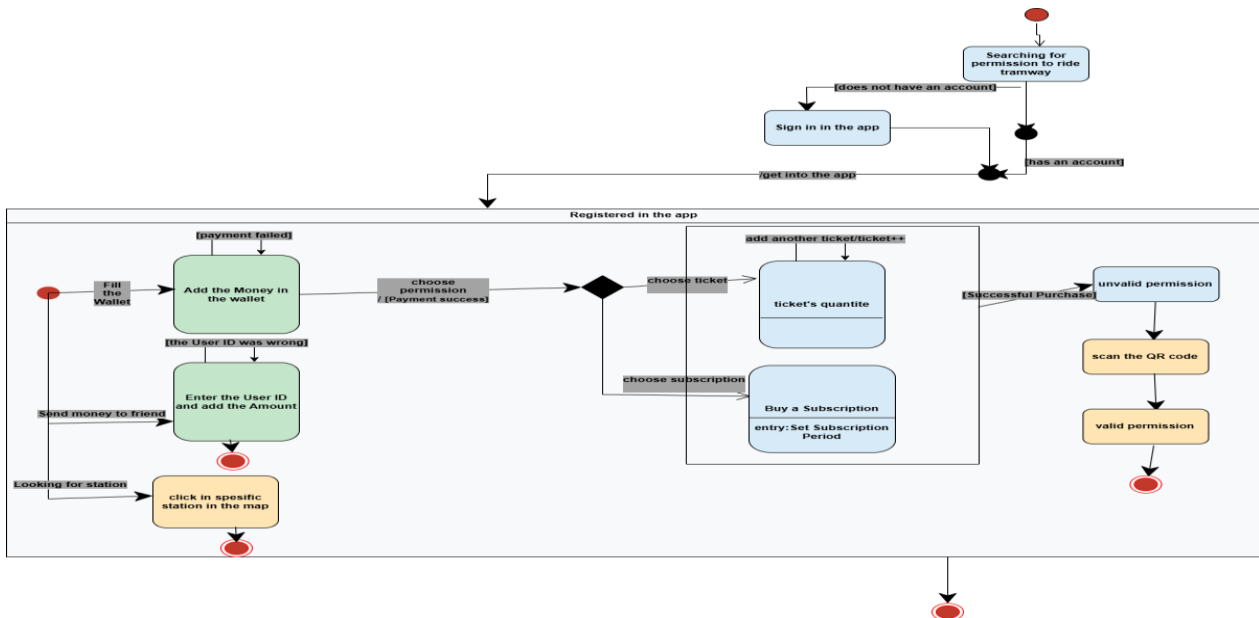 Searching for
permission to ride
tramway
[does not have an account]
Sign in in the app
[has an account]
/get into the app
Registered in the app
[payment failed]
Fill
the
Wallet
Add the Money in
the wallet
choose
permission
/ [Payment success]
add another ticket/ticket++
choose ticket
ticket's quantite
[Successful Purchase]
unvalid permission
[the User ID was wrong]
scan the QR code
Enter the User ID
and add the Amount
Send money to friend
choose subscription
Buy a Subscription
entry:Set Subscription
Period
valid permission
Looking for station
click in spesific
station in the map